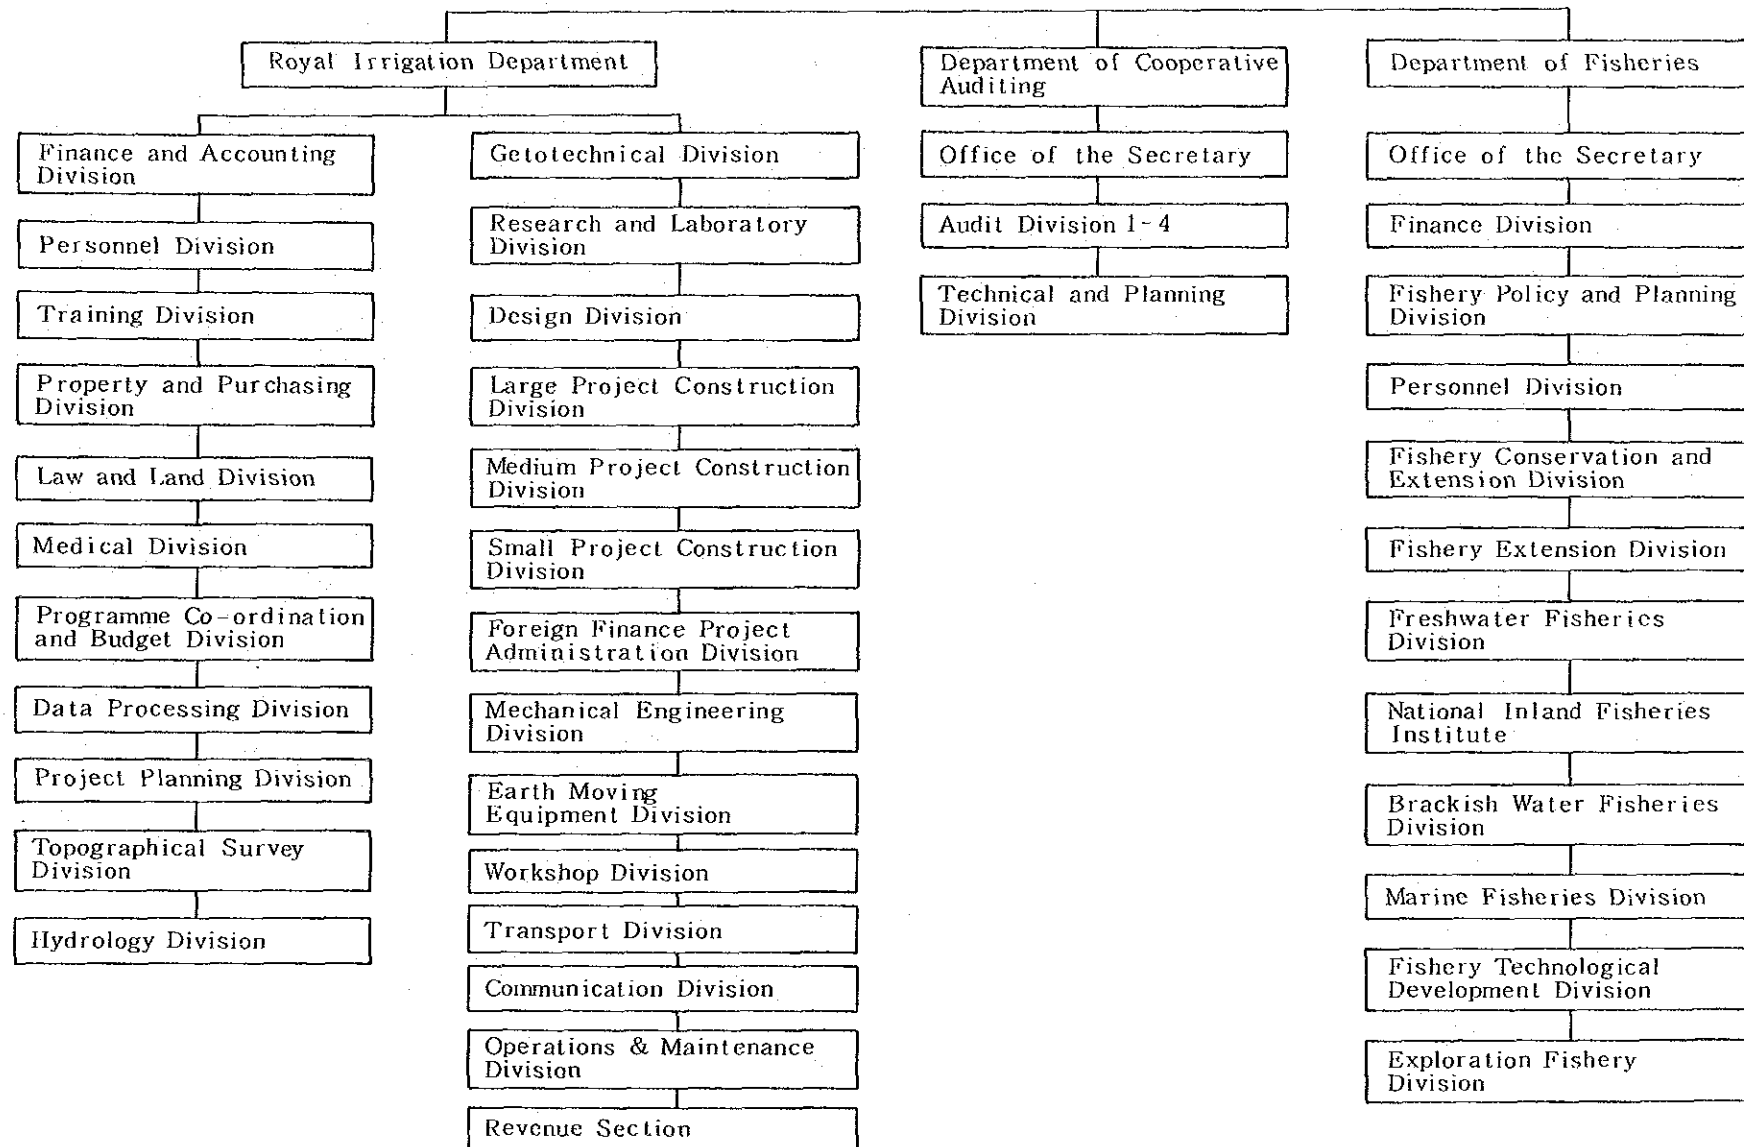 Royal Irrigation Department
Finance and Accounting
Division
Personnel Division
Training Division
Property and Purchasing
Division
Law and Land Division
Medical Division
Programme Co-ordination
and Budget Division
Data Processing Division
Project Planning Division
Topographical Survey
Division
Hydrology Division
Getotechnical Division
Research and Laboratory
Division
Design Division
Large Project Construction
Division
Medium Project Construction
Division
Small Project Construction
Division
Foreign Finance Project
Administration Division
Mechanical Engineering
Division
Earth Moving
Equipment Division
Workshop Division
Transport Division
Communication Division
Operations & Maintenance
Division
Revenue Section
Department of Cooperative
Auditing
Office of the Secretary
Audit Division 1-4
Technical and Planning
Division
Department of Fisheries
Office of the Secretary
Finance Division
Fishery Policy and Planning
Division
Personnel Division
Fishery Conservation and
Extension Division
Fishery Extension Division
Freshwater Fisheries
Division
National Inland Fisheries
Institute
Brackish Water Fisheries
Division
Marine Fisheries Division
Fishery Technological
Development Division
Exploration Fishery
Division